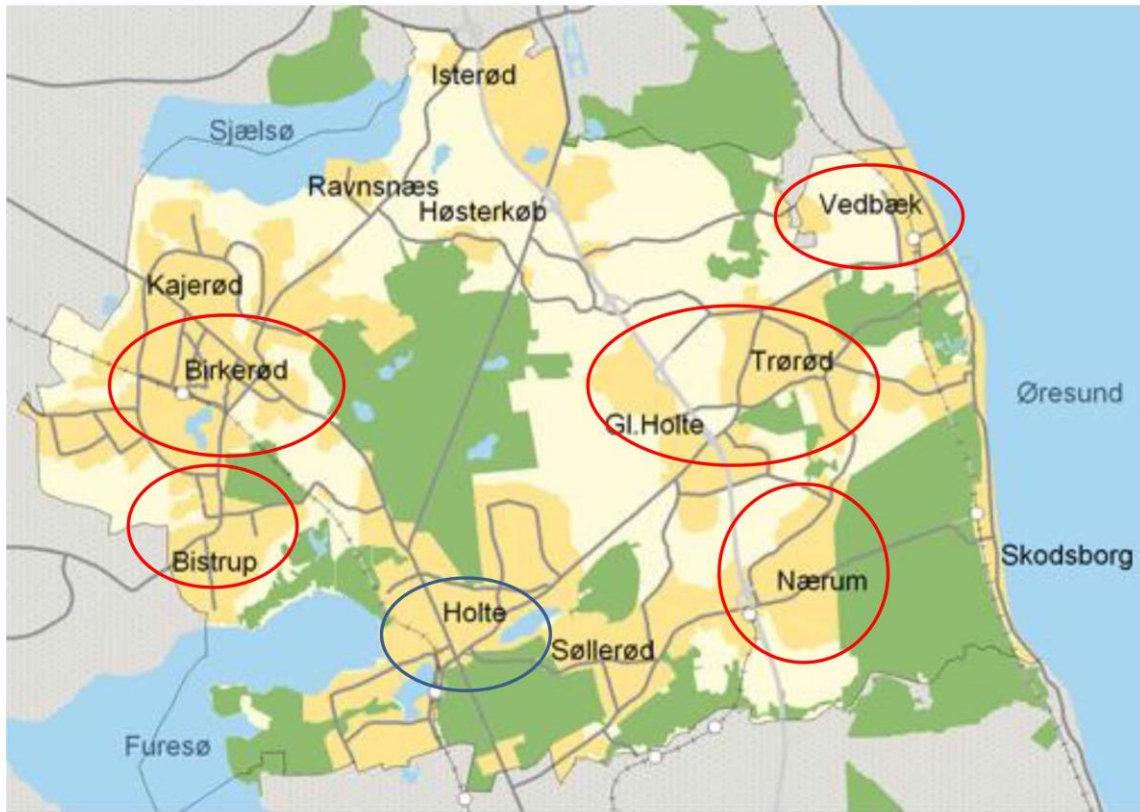 Isterød
Sjælsø
Ravnsnæs
Høsterkøb
Vedbæk
Kajerød
Birkerød
Trørød
Øresund
Gl.Holte
Bistrup
Skodsborg
Nærum
Holte
Søllerød
Furesø